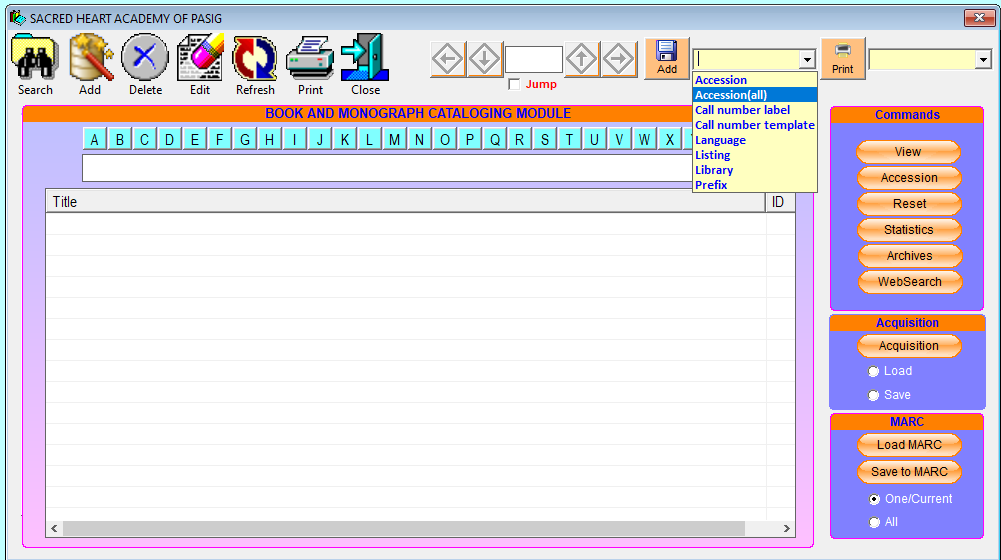 SACRED HEART ACADEMY OF PASIG
Search Add Delete Edit Refresh Print Close
Jump
Add
Print
Accession
Accession(all)
Call number label
Call number template
Language
Listing
Library
Prefix
BOOK AND MONOGRAPH CATALOGING MODULE
A B C D E F G H I J K L M N O P Q R S T U V W X
Title ID
Commands
View
Accession
Reset
Statistics
Archives
WebSearch
Acquisition
Acquisition
Load
Save
MARC
Load MARC
Save to MARC
One/Current
All